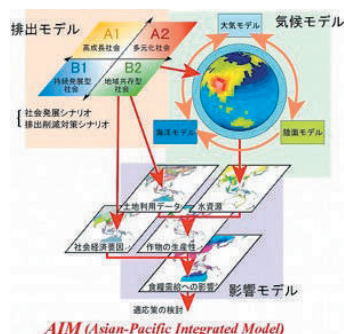 排出モデル
気候モデル
A1
高成長社会
A2
多元化社会
B1
持続発展型
社会
B2
地域共存型
社会
大気モデル
海洋モデル
陸面モデル
社会発展シナリオ
排出削減対策シナリオ
土地利用データ
水資源
社会経済要因
作物の生産性
食糧需給への影響
影響モデル
適応策の検討
AIM (Asian-Pacific Integrated Model)